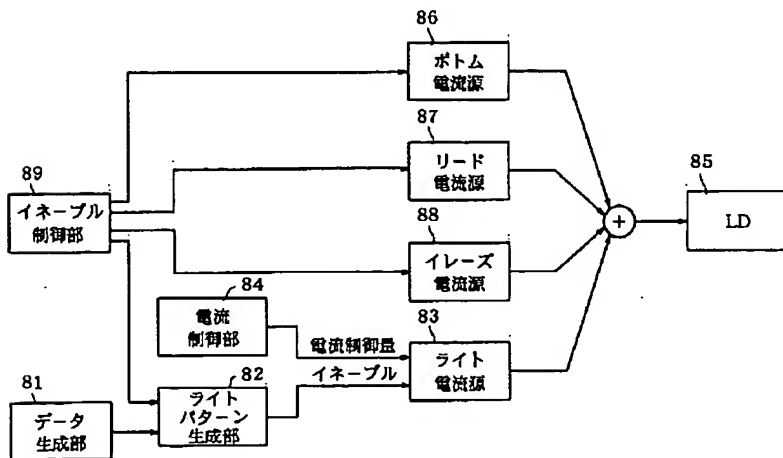 86
ボトム
電流源
87
リード
電流源
89
イネーブル
制御部
85
LD
+
88
イレーズ
電流源
84
電流
制御部
電流制御量
83
ライト
電流源
イネーブル
81
データ
生成部
82
ライト
パターン
生成部